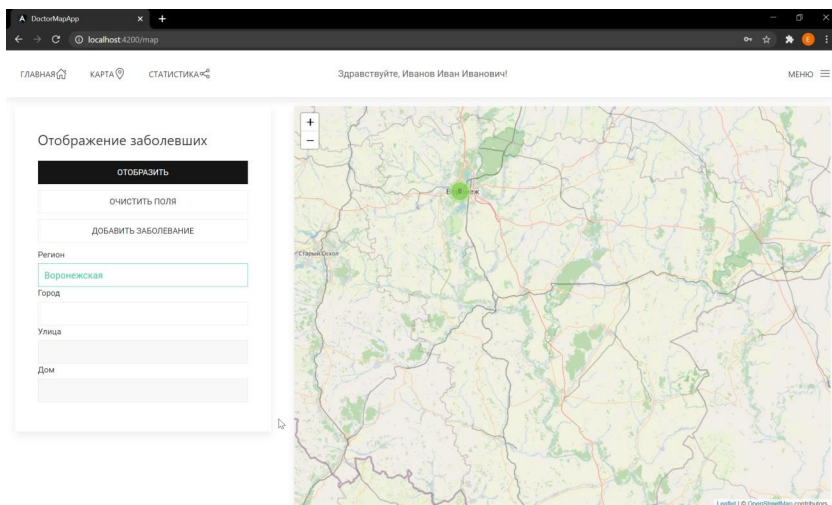 DoctorMapApp
localhost:4200/map
ГЛАВНАЯ КАРТА СТАТИСТИКА Здравствуйте, Иванов Иван Иванович! МЕНЮ
Отображение заболевших
ОТОБРАЗИТЬ
ОЧИСТИТЬ ПОЛЯ
ДОБАВИТЬ ЗАБОЛЕВАНИЕ
Регион
Воронежская
Город
Улица
Дом
+
−
Старый Оскол
Leaflet | © OpenStreetMap contributors